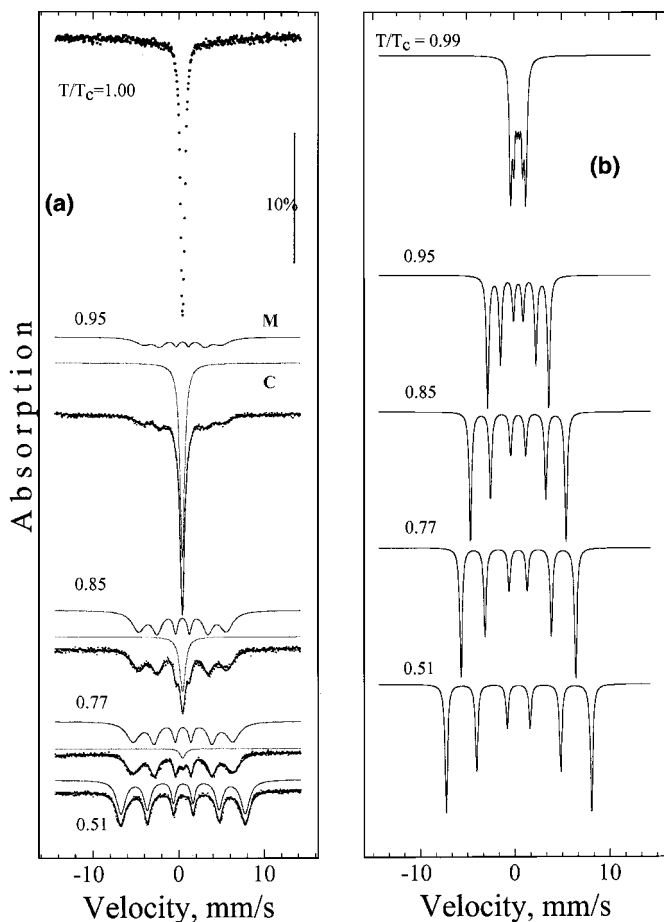 T/Tc=1.00
(a)
10%
0.95
M
C
0.85
0.77
0.51
Absorption
-10 0 10
Velocity, mm/s
T/Tc = 0.99
(b)
0.95
0.85
0.77
0.51
-10 0 10
Velocity, mm/s